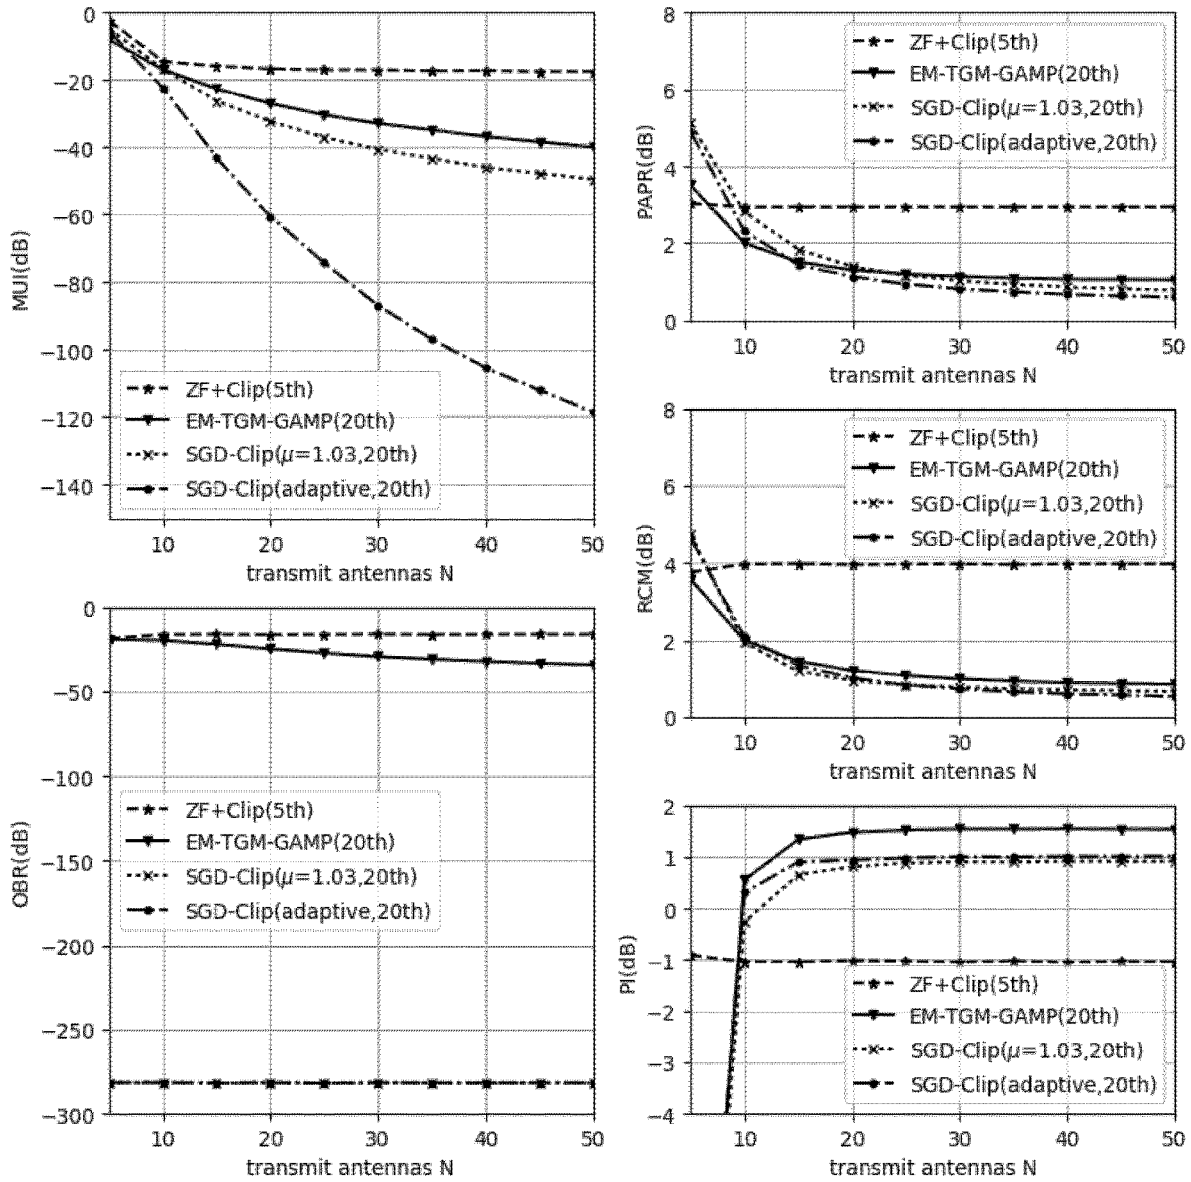 0
−20
−40
−60
−80
−100
−120
−140
MUI(dB)
ZF+Clip(5th)
EM-TGM-GAMP(20th)
SGD-Clip(μ=1.03,20th)
SGD-Clip(adaptive,20th)
10 20 30 40 50
transmit antennas N
0
−50
−100
−150
−200
−250
−300
OBR(dB)
ZF+Clip(5th)
EM-TGM-GAMP(20th)
SGD-Clip(μ=1.03,20th)
SGD-Clip(adaptive,20th)
10 20 30 40 50
transmit antennas N
8
6
4
2
0
PAPR(dB)
ZF+Clip(5th)
EM-TGM-GAMP(20th)
SGD-Clip(μ=1.03,20th)
SGD-Clip(adaptive,20th)
10 20 30 40 50
transmit antennas N
8
6
4
2
0
RCM(dB)
ZF+Clip(5th)
EM-TGM-GAMP(20th)
SGD-Clip(μ=1.03,20th)
SGD-Clip(adaptive,20th)
10 20 30 40 50
transmit antennas N
2
1
0
−1
−2
−3
−4
PI(dB)
ZF+Clip(5th)
EM-TGM-GAMP(20th)
SGD-Clip(μ=1.03,20th)
SGD-Clip(adaptive,20th)
10 20 30 40 50
transmit antennas N